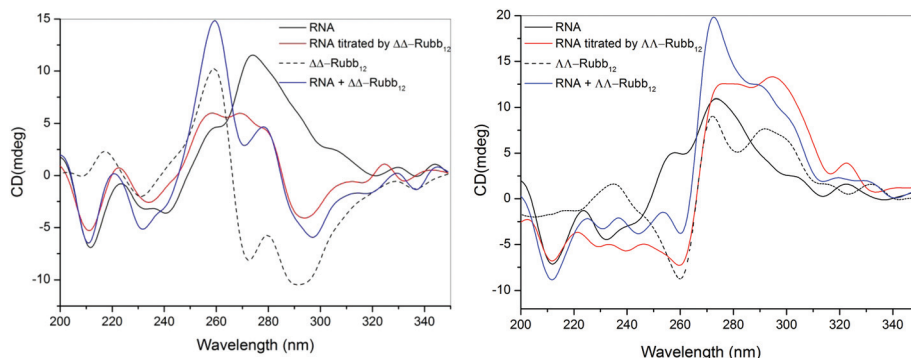 15
10
5
0
-5
-10
200 220 240 260 280 300 320 340
Wavelength (nm)
CD(mdeg)
RNA
RNA titrated by ΔΔ–Rubb₁₂
ΔΔ–Rubb₁₂
RNA + ΔΔ–Rubb₁₂
20
15
10
5
0
-5
-10
200 220 240 260 280 300 320 340
Wavelength (nm)
CD(mdeg)
RNA
RNA titrated by ΛΛ–Rubb₁₂
ΛΛ–Rubb₁₂
RNA + ΛΛ–Rubb₁₂